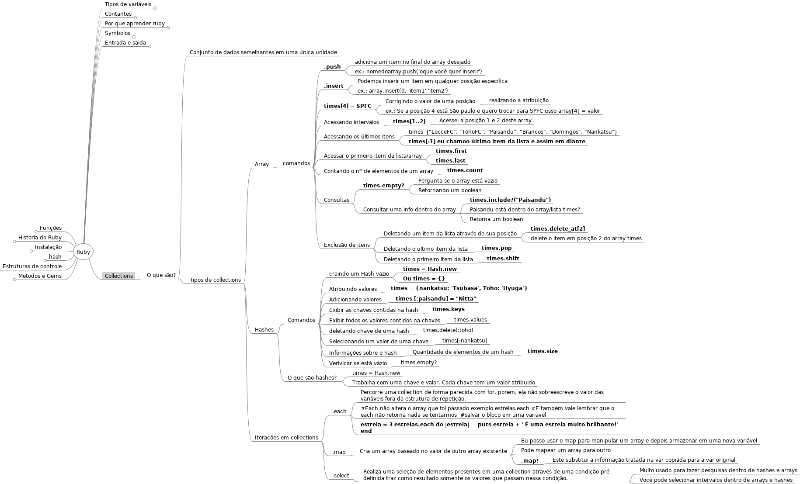 Tipos de variáveis
Contantes
Por que aprender ruby
Symbolos
Entrada e saída
Funções
Historia do Ruby
Instalação
hash
Estruturas de controle
Metodos e Gems
Ruby
Collections
O que são?
Conjunto de dados semelhantes em uma única unidade
Tipos de collections
Array
comandos
.push
adiciona um item no final do array desejado
ex.: nomedoarray.push('oque você quer inserir')
.insert
Podemos inserir um item em qualquer posição especifica
ex.: array.insert(0, 'item1','item2')
times[4] = SPFC
Corrigindo o valor de uma posição
realizando a atribuição
ex.: Se a posição 4 está São paulo e quero trocar para SPFC usso array[4] = valor
Acessando intervalos
times[1..2]
Acessei a posição 1 e 2 deste array
Acessando os últimos itens
times ["LecceFC", "TohoFC", "Paisandu", "Brancos", "Domingos", "Nankatsu"]
times[-1] eu chamoo último item da lista e assim em diante
Acessar o primeiro item da lista/array
times.first
times.last
Contando o nº de elementos de um array
times.count
Consultas
times.empty?
Pergunta se o array está vazio
Retornando um boolean
Consultar uma info dentro do array
times.include?("Paisandu")
Paisandu está dentro do array/lista times?
Retorna um boolean
Exclusão de itens
Deletando um item da lista através de sua posição
times.delete_at[2]
delete o item em posição 2 do array times
Deletando o último item da lista
times.pop
Deletando o primeiro item da lista
times.shift
Hashes
Comandos
criando um Hash vazio
times = Hash.new
Ou times = {}
Atribuindo valores
times = {nankatsu: 'Tsubasa', Toho: 'Hyuga'}
Adicionando valores
times [:paisandu] = "Nitta"
Exibir as chaves contidas na hash
times.keys
Exibir todos os valores contidos na chaves
times.values
deletando chave de uma hash
times.delete(:toho)
Selecionando um valor de uma chave
times[:nankatsu]
Informações sobre o hash
Quantidade de elementos de um hash
times.size
Verivicar se está vázio
times.empty?
O que são hashes?
times = Hash.new
Trabalha com uma chave e valor. Cada chave tem um valor atribuido
Iterações em collections
.each
Percorre uma collection de forma parecida com for, porem, ela não sobreescreve o valor das
variáveis fora da estrutura de repetição.
#Each não altera o array que foi passado exempio estrelas.each #E também vale lembrar que o
each não retorna nada se tentarmos #salvar o bloco em uma variavel
estrela = 3 estrelas.each do |estrela| puts estrela + " E uma estrela muito brilhante!"
end
.map
Cria um array baseado no valor de outro array existente
Eu posso usar o map para manipular um array e depois armazenar em uma nova varável
Pode mapear um array para outro
.map!
Este substitui a informação tratada na var copiada para a var original
.select
Realiza uma seleção de elementos presentes em uma collection através de uma condição pré
definida traz como resultado somente os valores que passam nessa condição.
Muito usado para fazer pesquisas dentro de hashes e arrays
Você pode selecionar intervalos dentro de arrays e hashes